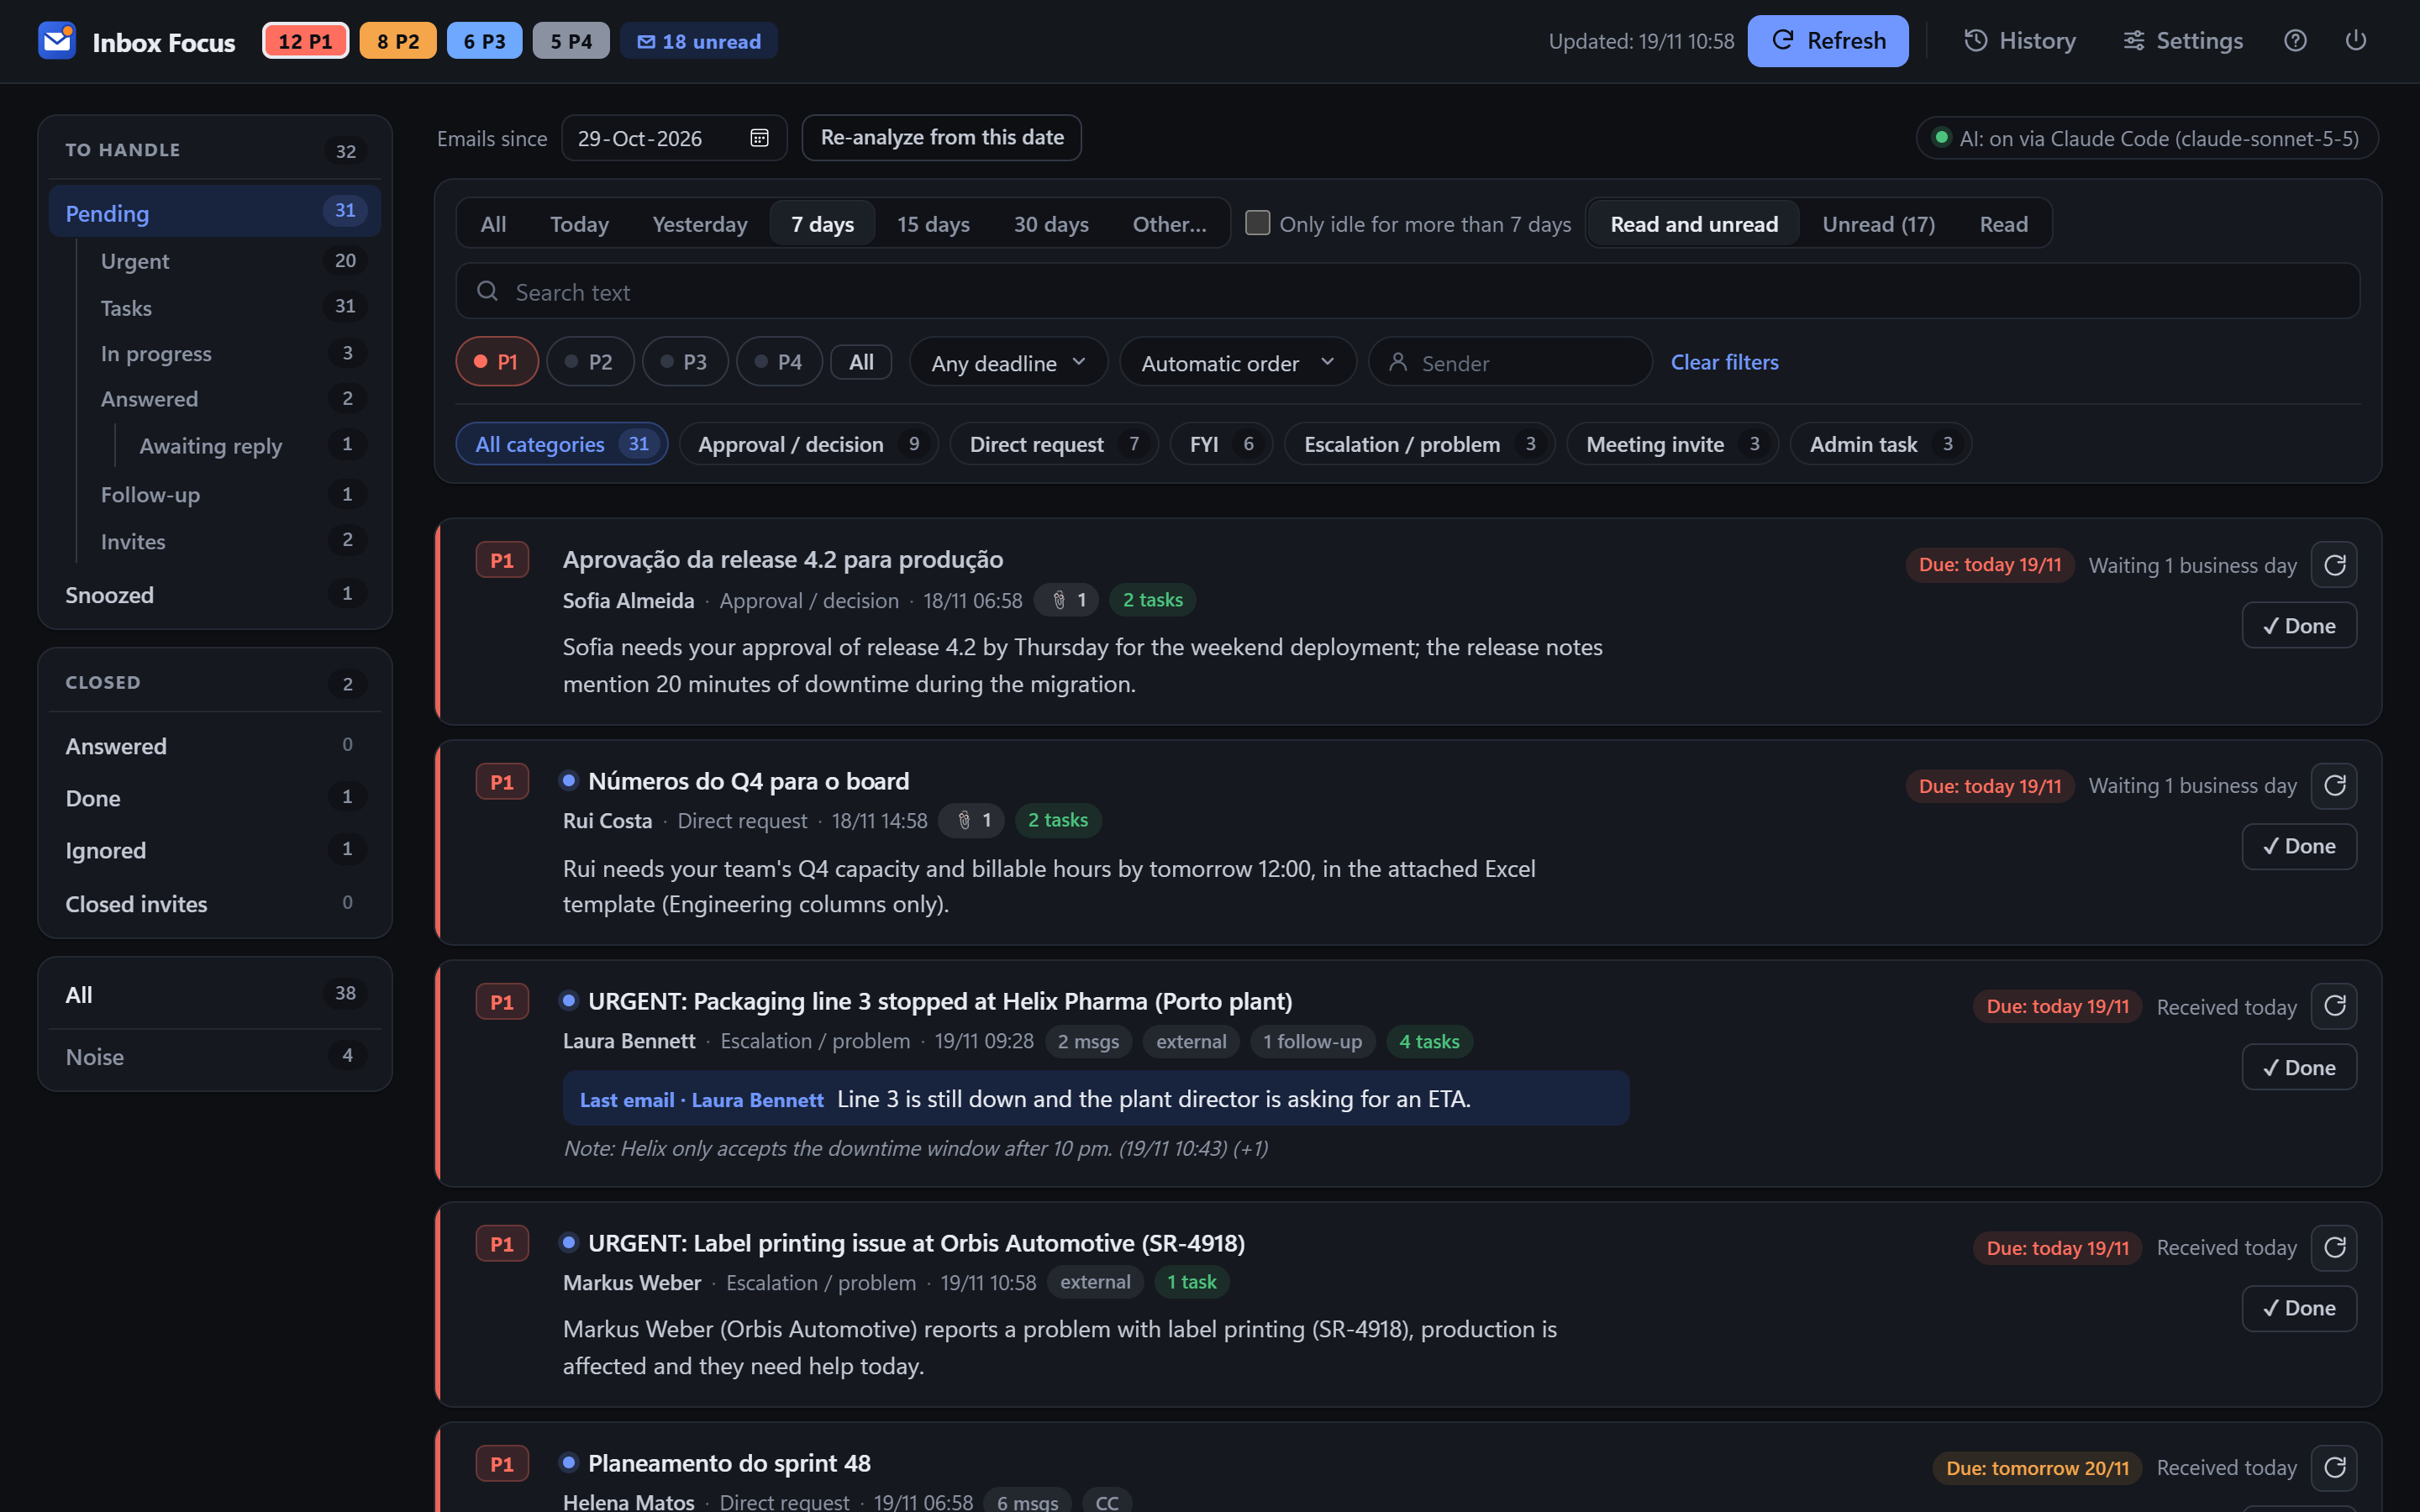 Inbox Focus 12 P1 8 P2 6 P3 5 P4 18 unread Updated: 19/11 10:58 Refresh History Settings
TO HANDLE 32
Pending 31
Urgent 20
Tasks 31
In progress 3
Answered 2
Awaiting reply 1
Follow-up 1
Invites 2
Snoozed 1
CLOSED 2
Answered 0
Done 1
Ignored 1
Closed invites 0
All 38
Noise 4
Emails since 29-Oct-2026 Re-analyze from this date AI: on via Claude Code (claude-sonnet-5-5)
All Today Yesterday 7 days 15 days 30 days Other... Only idle for more than 7 days Read and unread Unread (17) Read
Search text
P1 P2 P3 P4 All Any deadline Automatic order Sender Clear filters
All categories 31 Approval / decision 9 Direct request 7 FYI 6 Escalation / problem 3 Meeting invite 3 Admin task 3
P1 Aprovação da release 4.2 para produção Due: today 19/11 Waiting 1 business day
Sofia Almeida · Approval / decision · 18/11 06:58 1 2 tasks
✓ Done
Sofia needs your approval of release 4.2 by Thursday for the weekend deployment; the release notes
mention 20 minutes of downtime during the migration.
P1 Números do Q4 para o board Due: today 19/11 Waiting 1 business day
Rui Costa · Direct request · 18/11 14:58 1 2 tasks
✓ Done
Rui needs your team's Q4 capacity and billable hours by tomorrow 12:00, in the attached Excel
template (Engineering columns only).
P1 URGENT: Packaging line 3 stopped at Helix Pharma (Porto plant) Due: today 19/11 Received today
Laura Bennett · Escalation / problem · 19/11 09:28 2 msgs external 1 follow-up 4 tasks
✓ Done
Last email · Laura Bennett Line 3 is still down and the plant director is asking for an ETA.
Note: Helix only accepts the downtime window after 10 pm. (19/11 10:43) (+1)
P1 URGENT: Label printing issue at Orbis Automotive (SR-4918) Due: today 19/11 Received today
Markus Weber · Escalation / problem · 19/11 10:58 external 1 task
✓ Done
Markus Weber (Orbis Automotive) reports a problem with label printing (SR-4918), production is
affected and they need help today.
P1 Planeamento do sprint 48 Due: tomorrow 20/11 Received today
Helena Matos · Direct request · 19/11 06:58 6 msgs CC